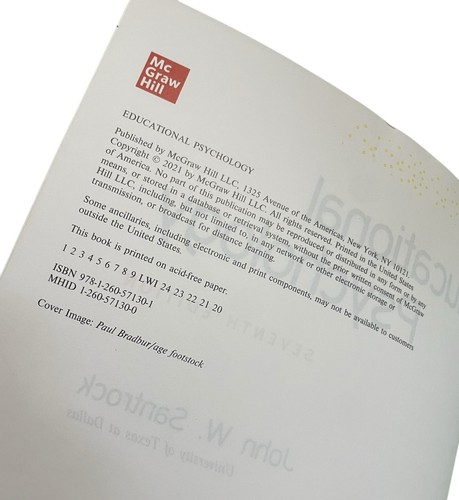 Mc
Graw
Hill
EDUCATIONAL PSYCHOLOGY
Published by McGraw Hill LLC, 1325 Avenue of the Americas, New York, NY 10121.
Copyright © 2021 by McGraw Hill LLC. All rights reserved. Printed in the United States
of America. No part of this publication may be reproduced or distributed in any form or by any
means, or stored in a database or retrieval system, without the prior written consent of McGraw
Hill LLC, including, but not limited to, in any network or other electronic storage or
transmission, or broadcast for distance learning.
Some ancillaries, including electronic and print components, may not be available to customers
outside the United States.
This book is printed on acid-free paper.
1 2 3 4 5 6 7 8 9 LWI 24 23 22 21 20
ISBN 978-1-260-57130-1
MHID 1-260-57130-0
Cover Image: Paul Bradbur/age footstock
ucational
Psychology
SEVENTH EDITION
John W. Santrock
University of Texas at Dallas